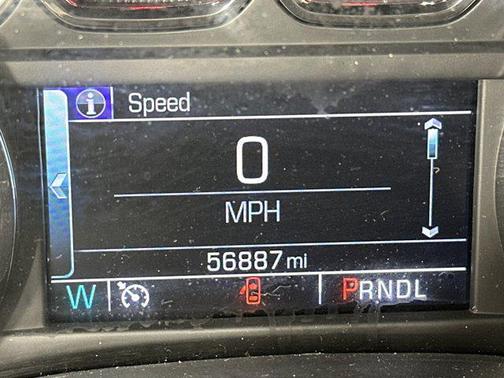 i Speed
0
MPH
56887 mi
W PRNDL